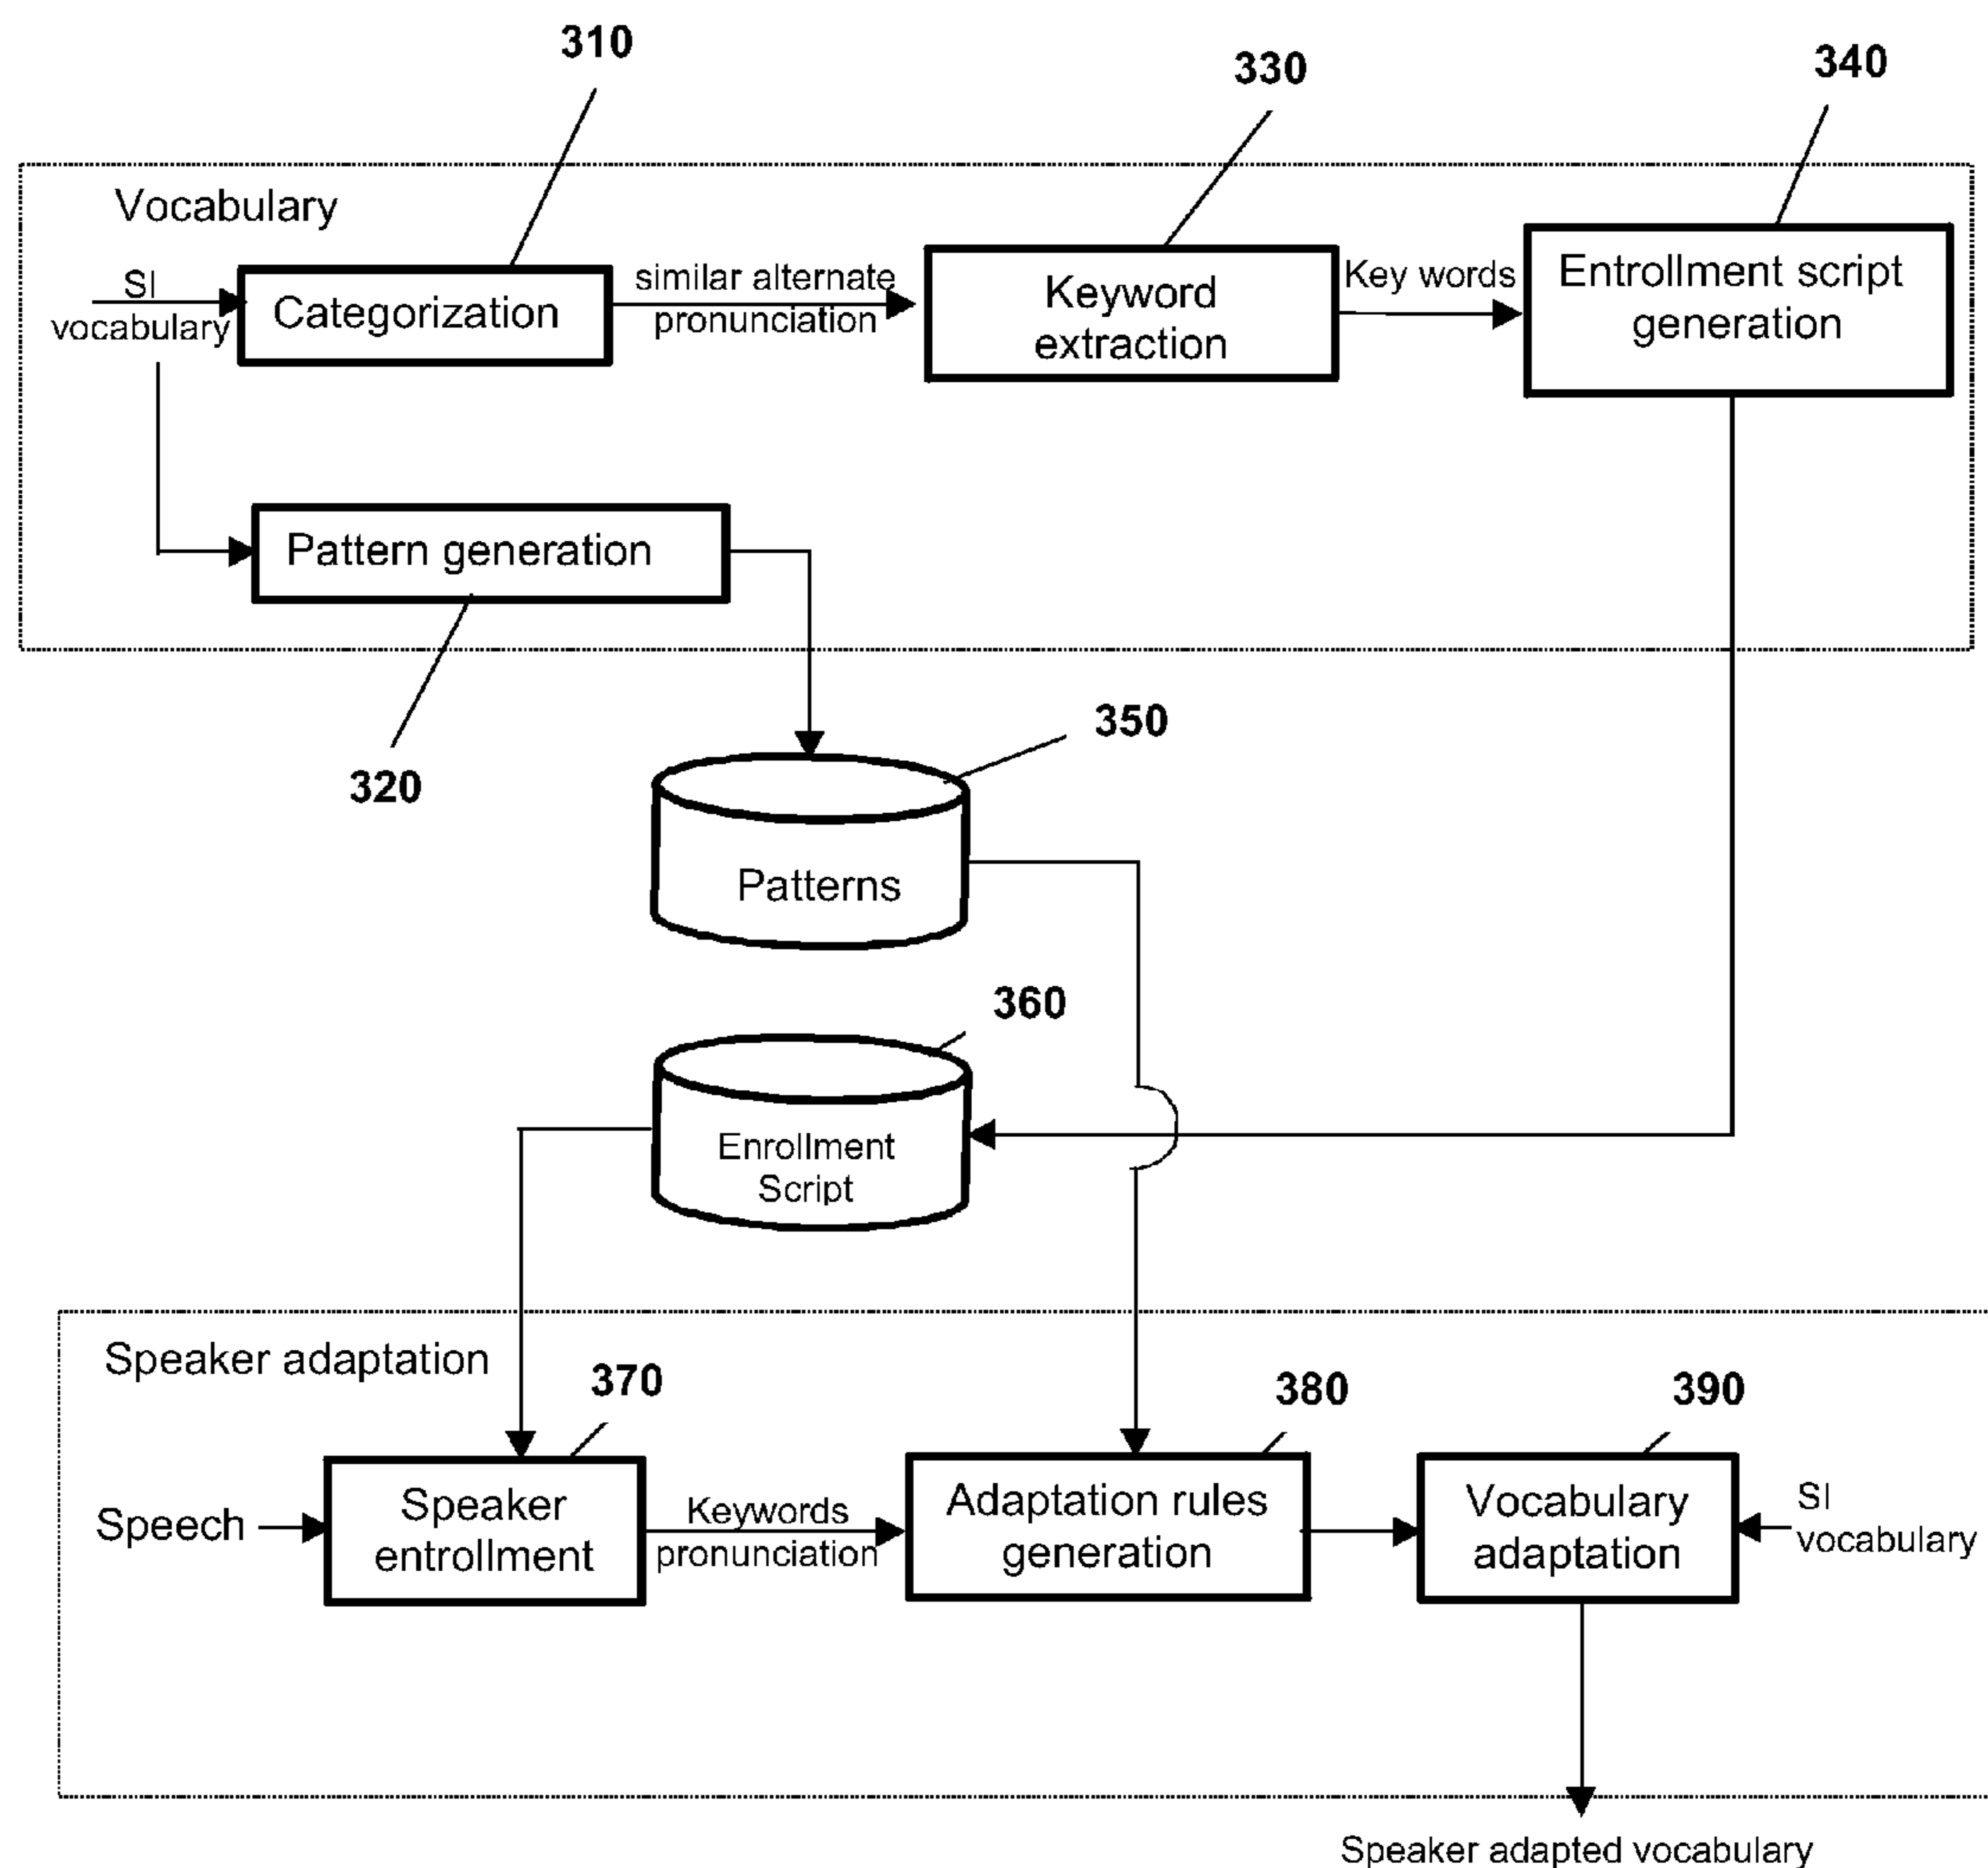 310
330
340
Vocabulary
SI
vocabulary
Categorization
similar alternate
pronunciation
Keyword
extraction
Key words
Entrollment script
generation
Pattern generation
320
350
Patterns
360
Enrollment
Script
Speaker adaptation
370
380
390
Speech
Speaker
entrollment
Keywords
pronunciation
Adaptation rules
generation
Vocabulary
adaptation
SI
vocabulary
Speaker adapted vocabulary